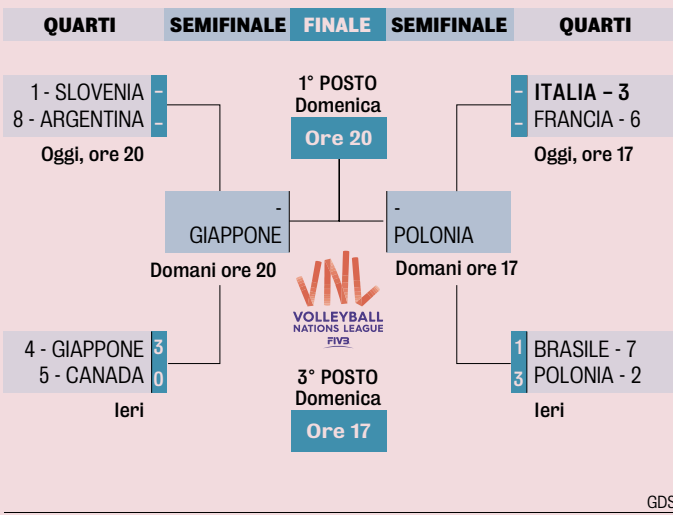 QUARTI SEMIFINALE FINALE SEMIFINALE QUARTI
1 - SLOVENIA -
8 - ARGENTINA -
Oggi, ore 20
1° POSTO
Domenica
Ore 20
- ITALIA – 3
- FRANCIA - 6
Oggi, ore 17
-
GIAPPONE
Domani ore 20
-
POLONIA
Domani ore 17
VNL
VOLLEYBALL
NATIONS LEAGUE
FIVB
4 - GIAPPONE 3
5 - CANADA 0
Ieri
3° POSTO
Domenica
Ore 17
1 BRASILE - 7
3 POLONIA - 2
Ieri
GDS